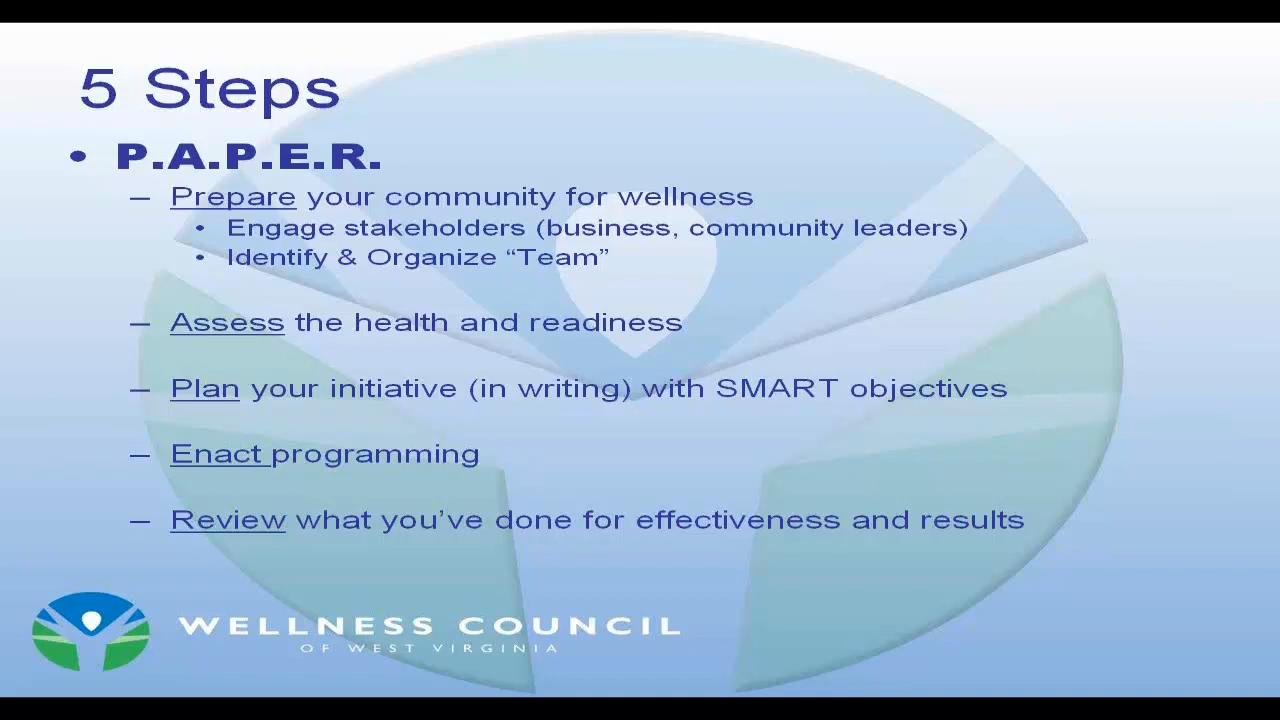 5 Steps
• P.A.P.E.R.
– Prepare your community for wellness
• Engage stakeholders (business, community leaders)
• Identify & Organize “Team”
– Assess the health and readiness
– Plan your initiative (in writing) with SMART objectives
– Enact programming
– Review what you’ve done for effectiveness and results
WELLNESS COUNCIL
OF WEST VIRGINIA